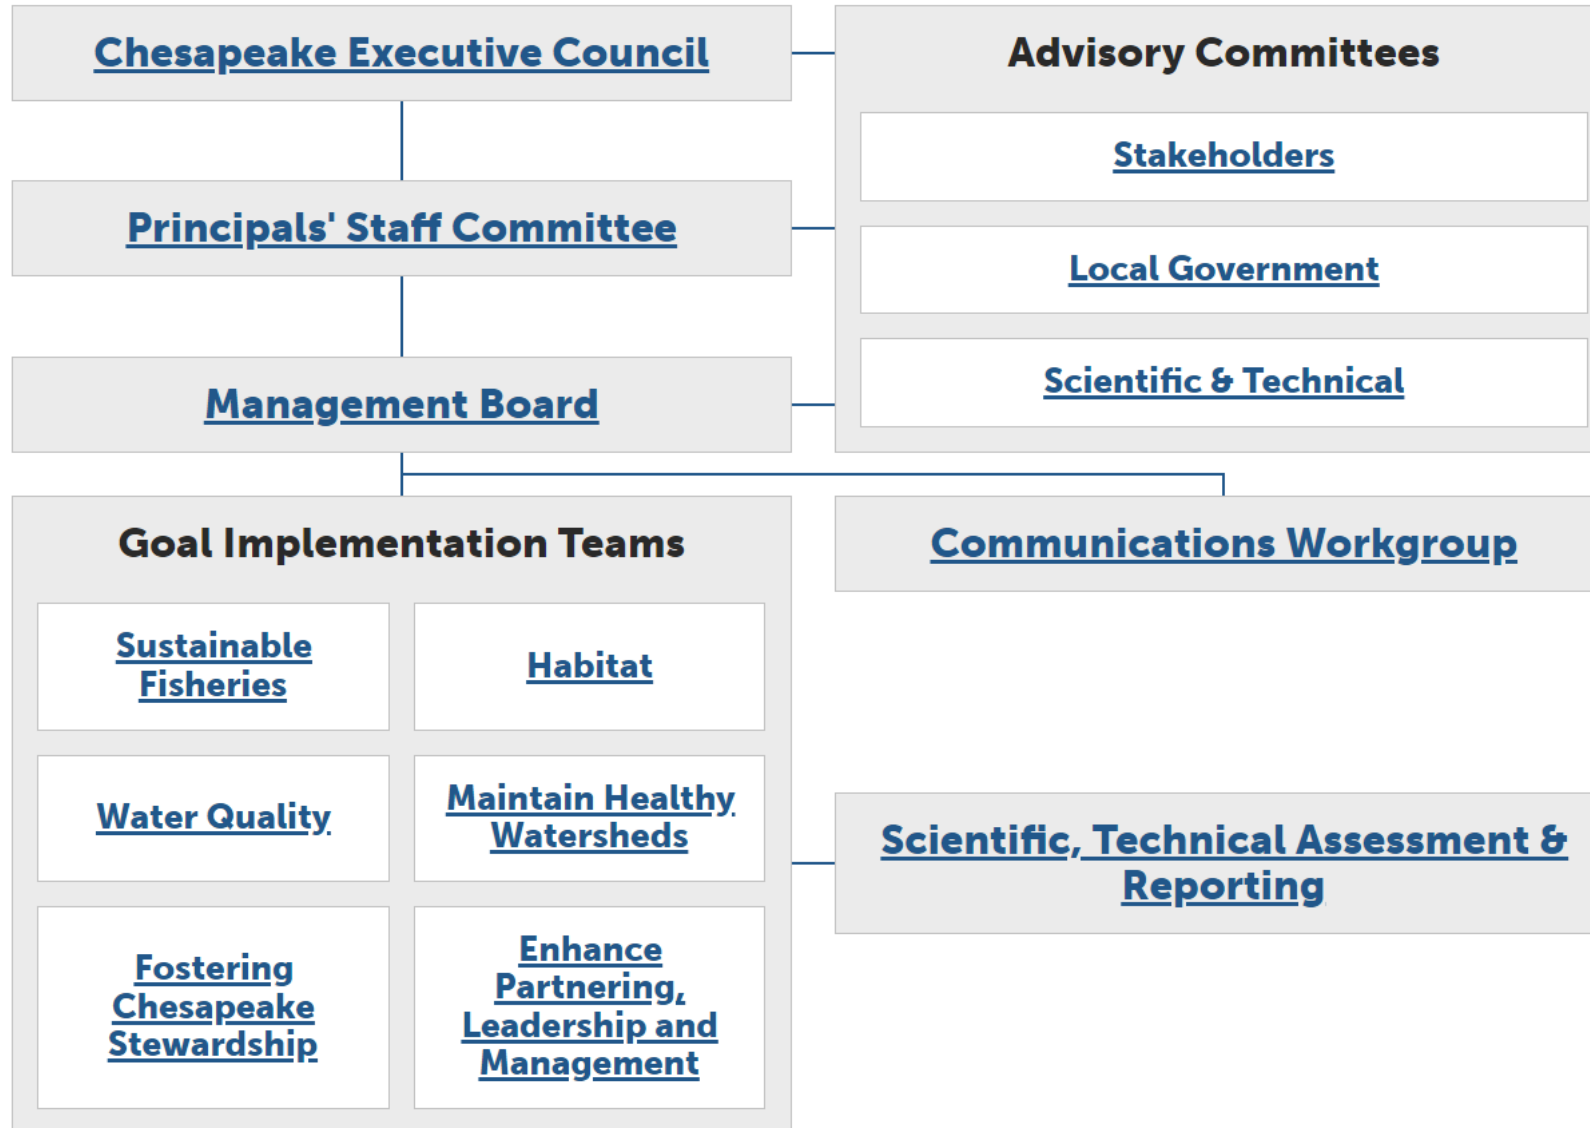 Chesapeake Executive Council
Advisory Committees
Stakeholders
Principals' Staff Committee
Local Government
Scientific & Technical
Management Board
Goal Implementation Teams
Communications Workgroup
Sustainable
Fisheries
Habitat
Water Quality
Maintain Healthy
Watersheds
Scientific, Technical Assessment &
Reporting
Fostering
Chesapeake
Stewardship
Enhance
Partnering,
Leadership and
Management